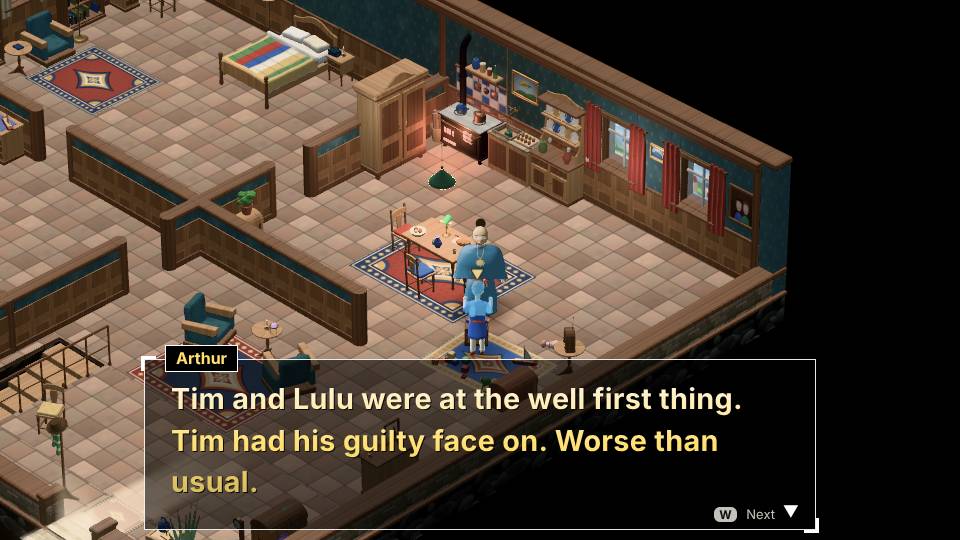 Arthur
Tim and Lulu were at the well first thing.
Tim had his guilty face on. Worse than
usual.
W Next